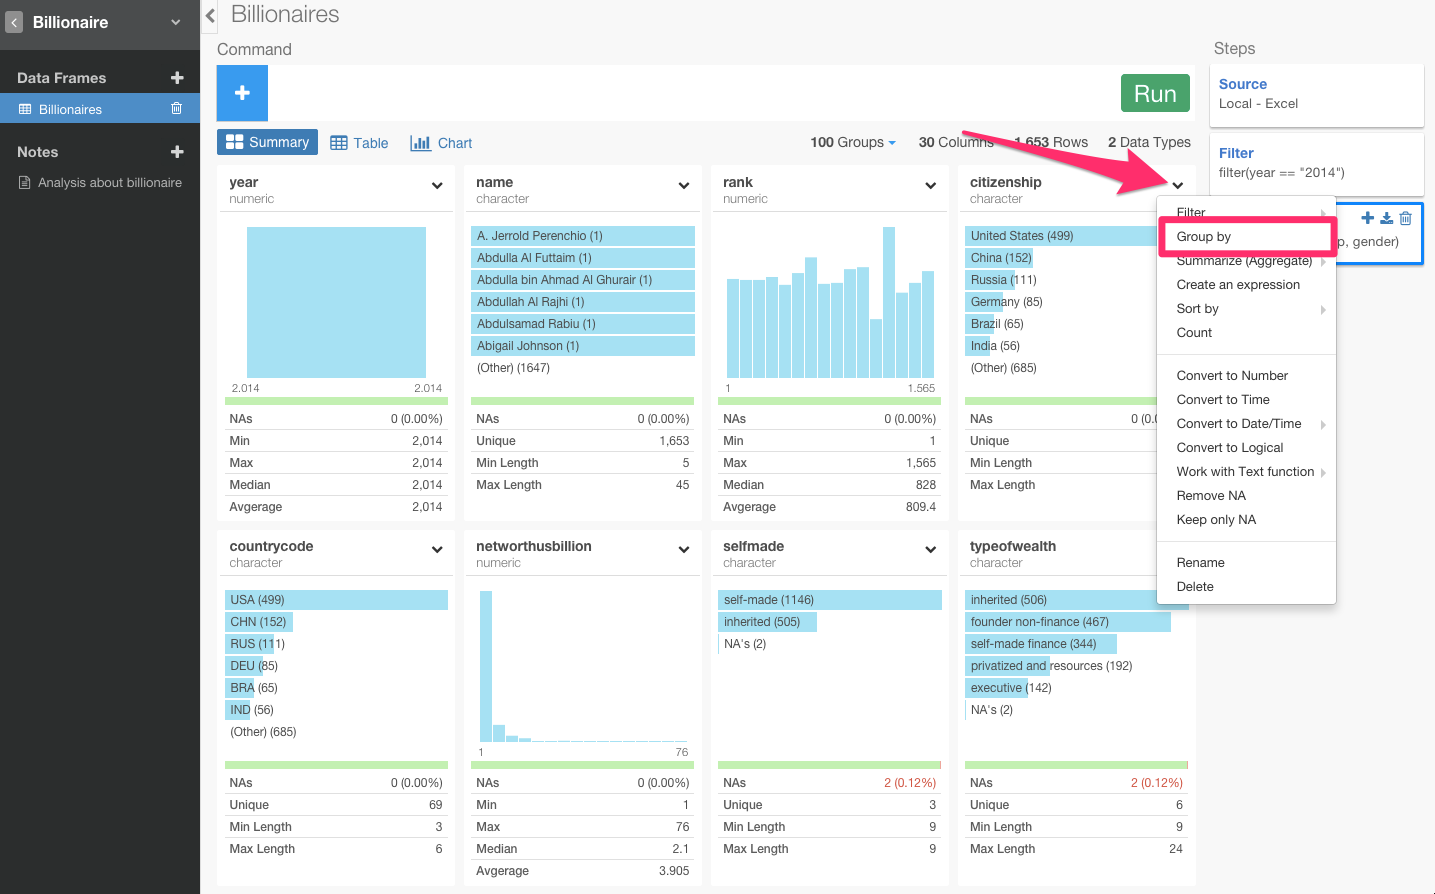 Billionaire
Data Frames
Billionaires
Notes
Analysis about billionaire
Billionaires
Command
Run
Summary
Table
Chart
100 Groups
30 Columns
1,653 Rows
2 Data Types
year
numeric
2.014 2.014
NAs 0 (0.00%)
Min 2,014
Max 2,014
Median 2,014
Avgerage 2,014
name
character
A. Jerrold Perenchio (1)
Abdulla Al Futtaim (1)
Abdulla bin Ahmad Al Ghurair (1)
Abdullah Al Rajhi (1)
Abdulsamad Rabiu (1)
Abigail Johnson (1)
(Other) (1647)
NAs 0 (0.00%)
Unique 1,653
Min Length 5
Max Length 45
rank
numeric
1 1.565
NAs 0 (0.00%)
Min 1
Max 1,565
Median 828
Avgerage 809.4
citizenship
character
United States (499)
China (152)
Russia (111)
Germany (85)
Brazil (65)
India (56)
(Other) (685)
NAs 0 (0.0
Unique
Min Length
Max Length
countrycode
character
USA (499)
CHN (152)
RUS (111)
DEU (85)
BRA (65)
IND (56)
(Other) (685)
NAs 0 (0.00%)
Unique 69
Min Length 3
Max Length 6
networthusbillion
numeric
1 76
NAs 0 (0.00%)
Min 1
Max 76
Median 2.1
Avgerage 3.905
selfmade
character
self-made (1146)
inherited (505)
NA's (2)
NAs 2 (0.12%)
Unique 3
Min Length 9
Max Length 9
typeofwealth
character
inherited (506)
founder non-finance (467)
self-made finance (344)
privatized and resources (192)
executive (142)
NA's (2)
NAs 2 (0.12%)
Unique 6
Min Length 9
Max Length 24
Filter
Group by
Summarize (Aggregate)
Create an expression
Sort by
Count
Convert to Number
Convert to Time
Convert to Date/Time
Convert to Logical
Work with Text function
Remove NA
Keep only NA
Rename
Delete
Steps
Source
Local - Excel
Filter
filter(year == "2014")
p, gender)